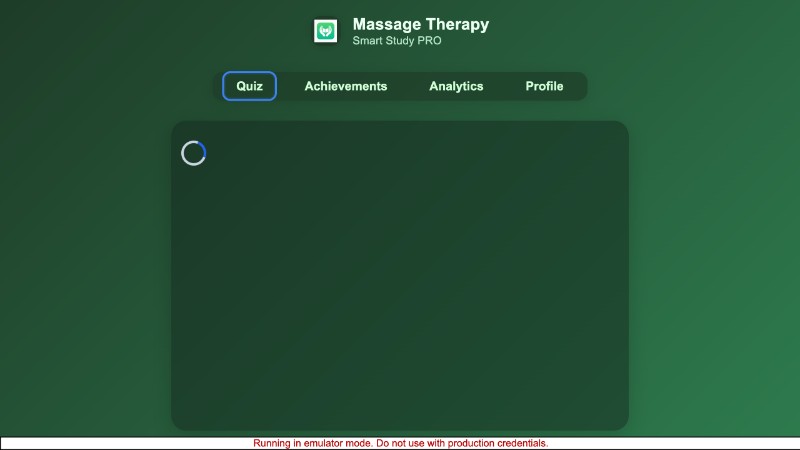 Massage Therapy
Smart Study PRO
Quiz
Achievements
Analytics
Profile
Running in emulator mode. Do not use with production credentials.